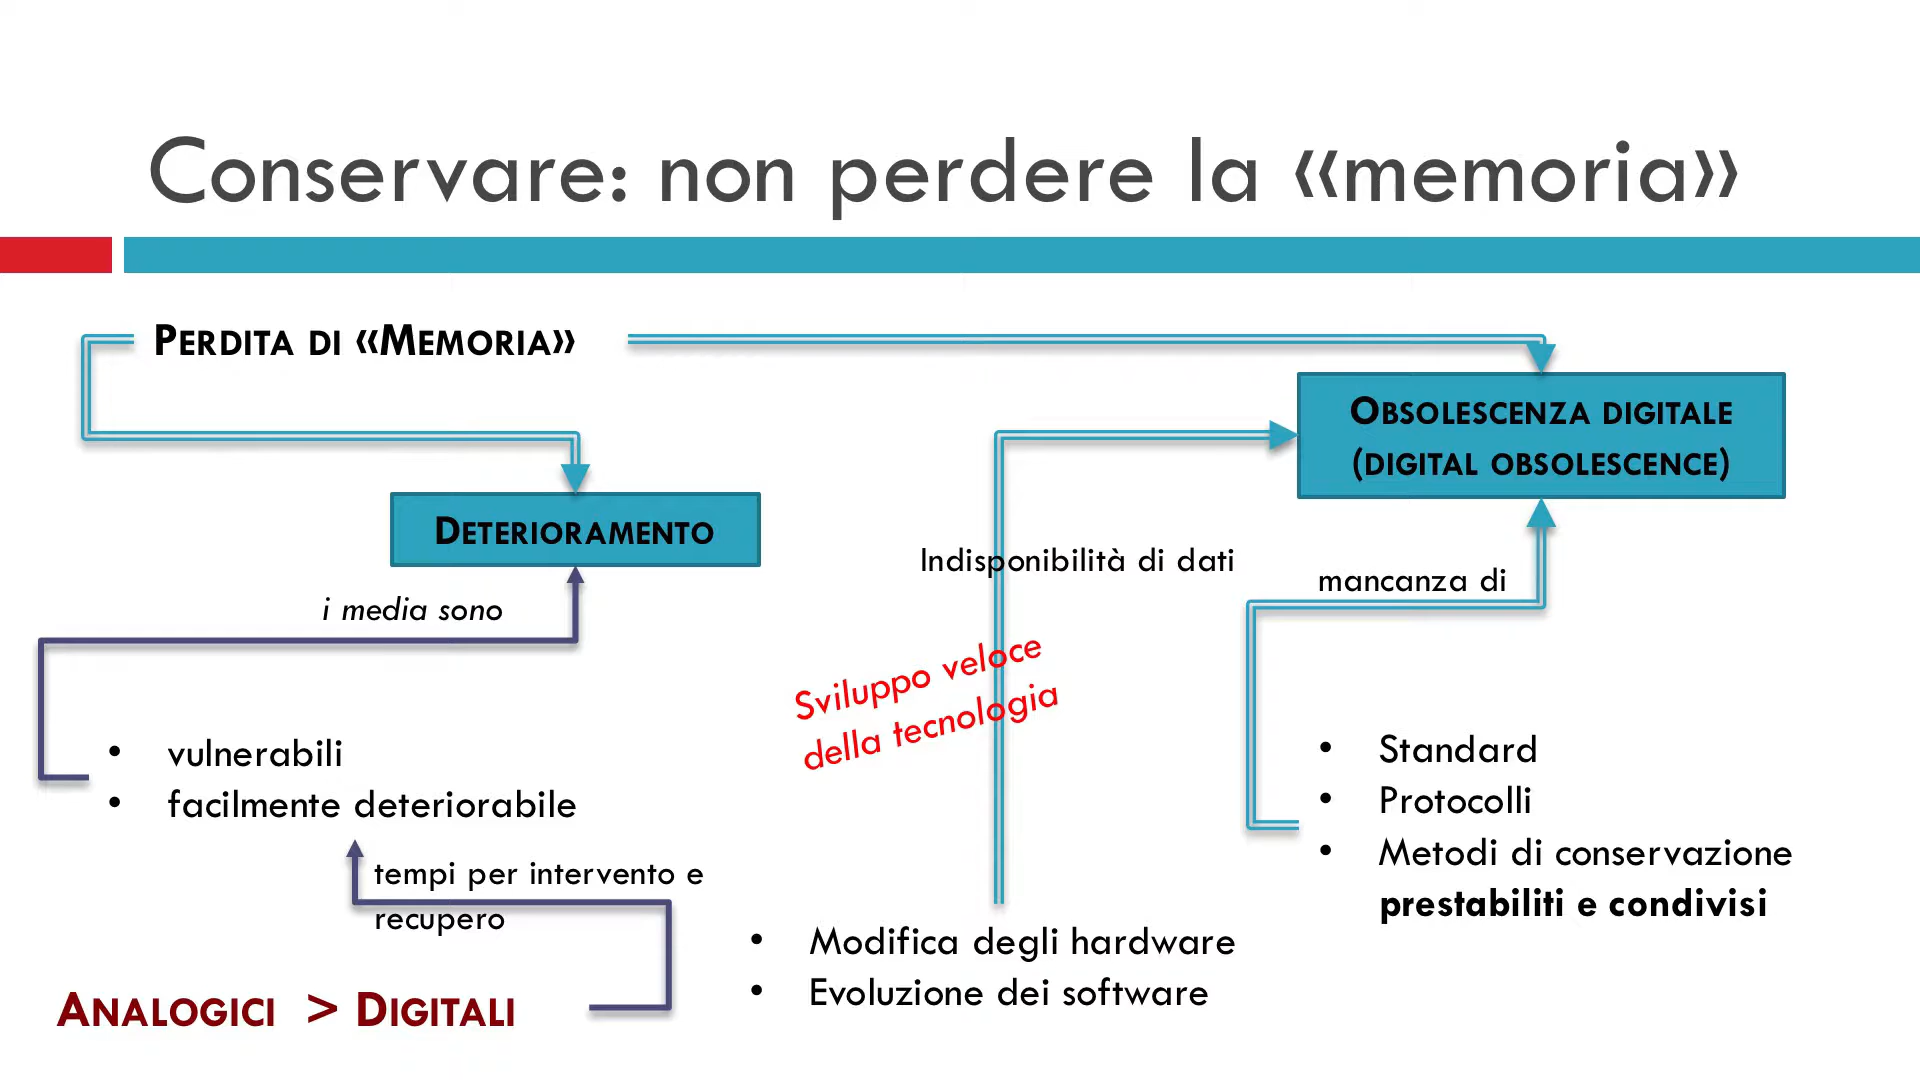 Conservare: non perdere la «memoria»
Perdita di «Memoria»
Obsolescenza digitale
(digital obsolescence)
Deterioramento
Indisponibilità di dati
mancanza di
i media sono
Sviluppo veloce
della tecnologia
• vulnerabili
• facilmente deteriorabile
• Standard
• Protocolli
• Metodi di conservazione
prestabiliti e condivisi
tempi per intervento e
recupero
• Modifica degli hardware
• Evoluzione dei software
Analogici > Digitali